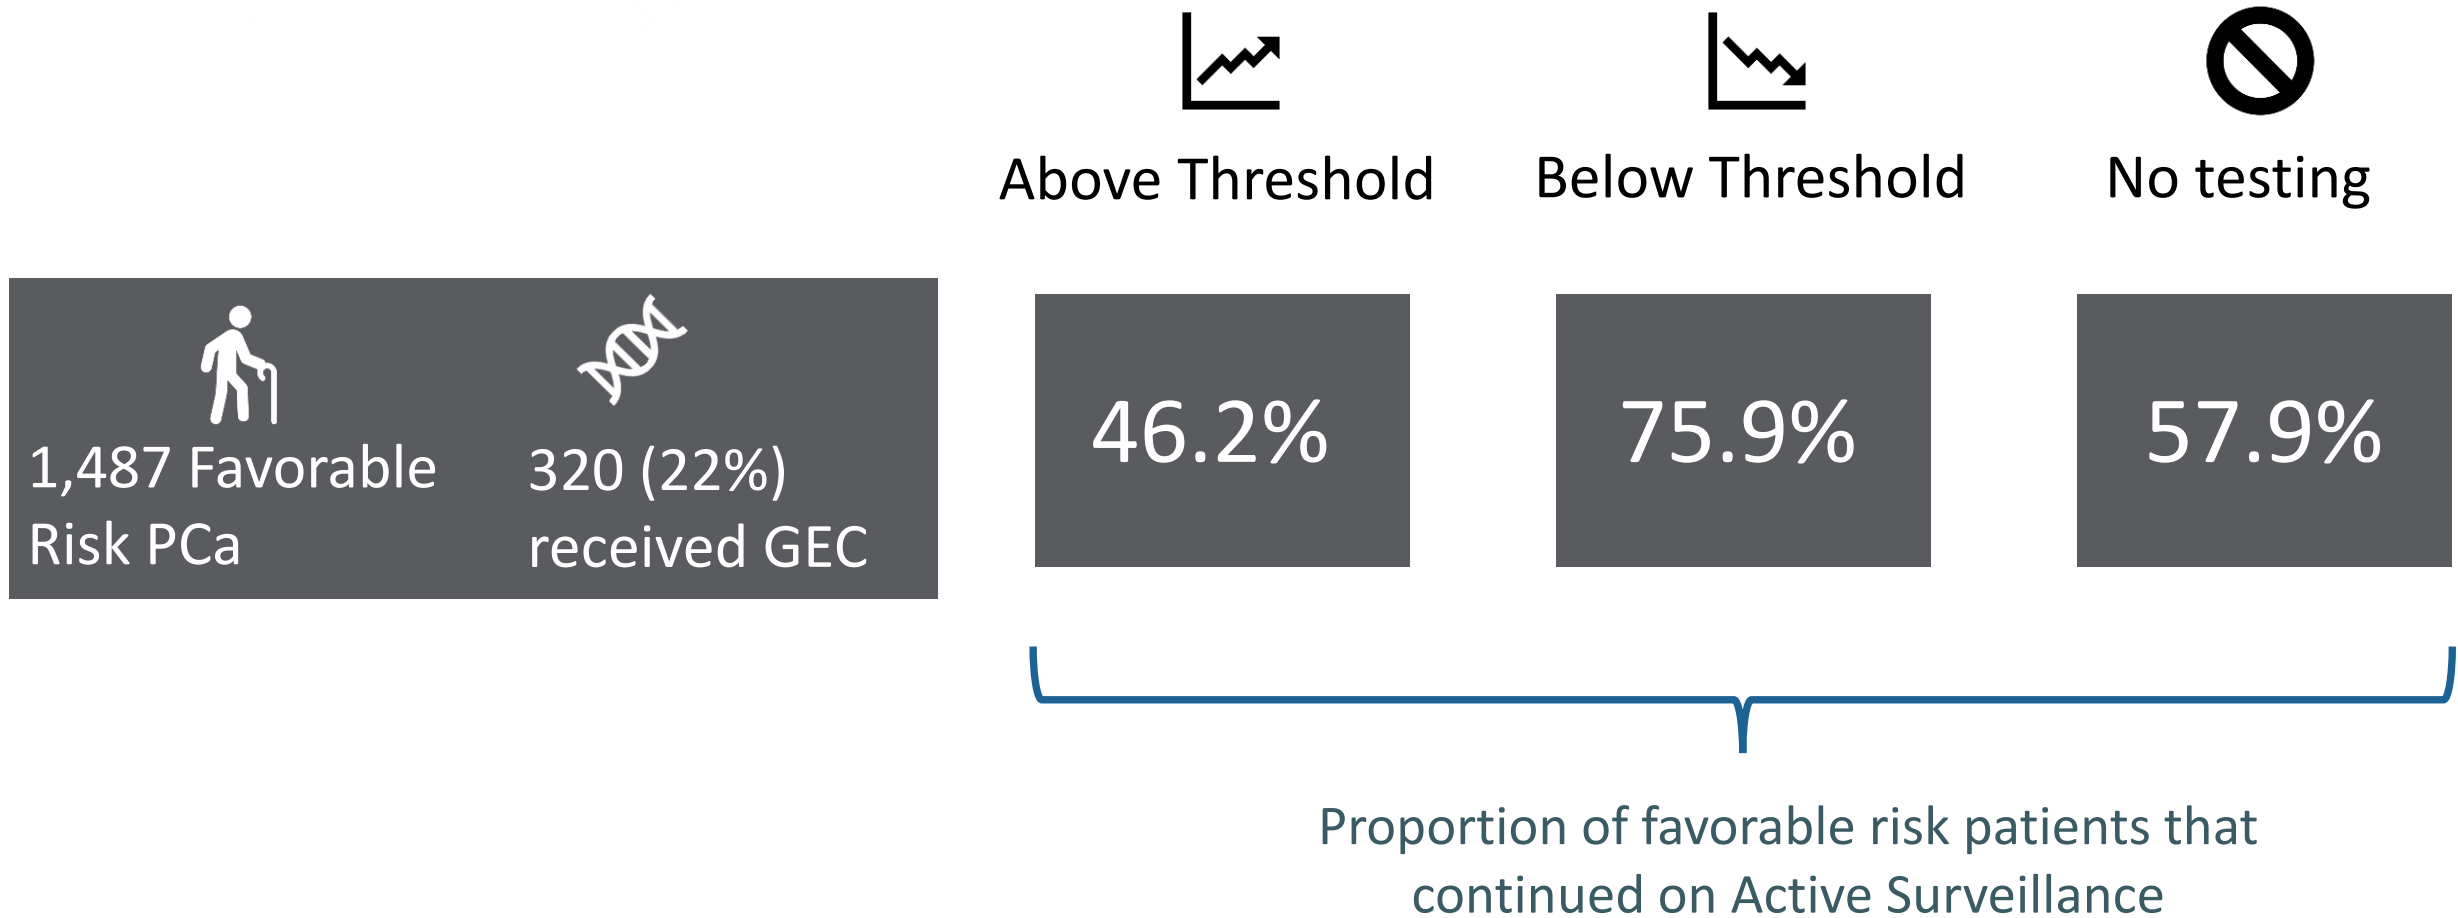 Above Threshold
Below Threshold
No testing
1,487 Favorable
Risk PCa
320 (22%)
received GEC
46.2%
75.9%
57.9%
Proportion of favorable risk patients that
continued on Active Surveillance